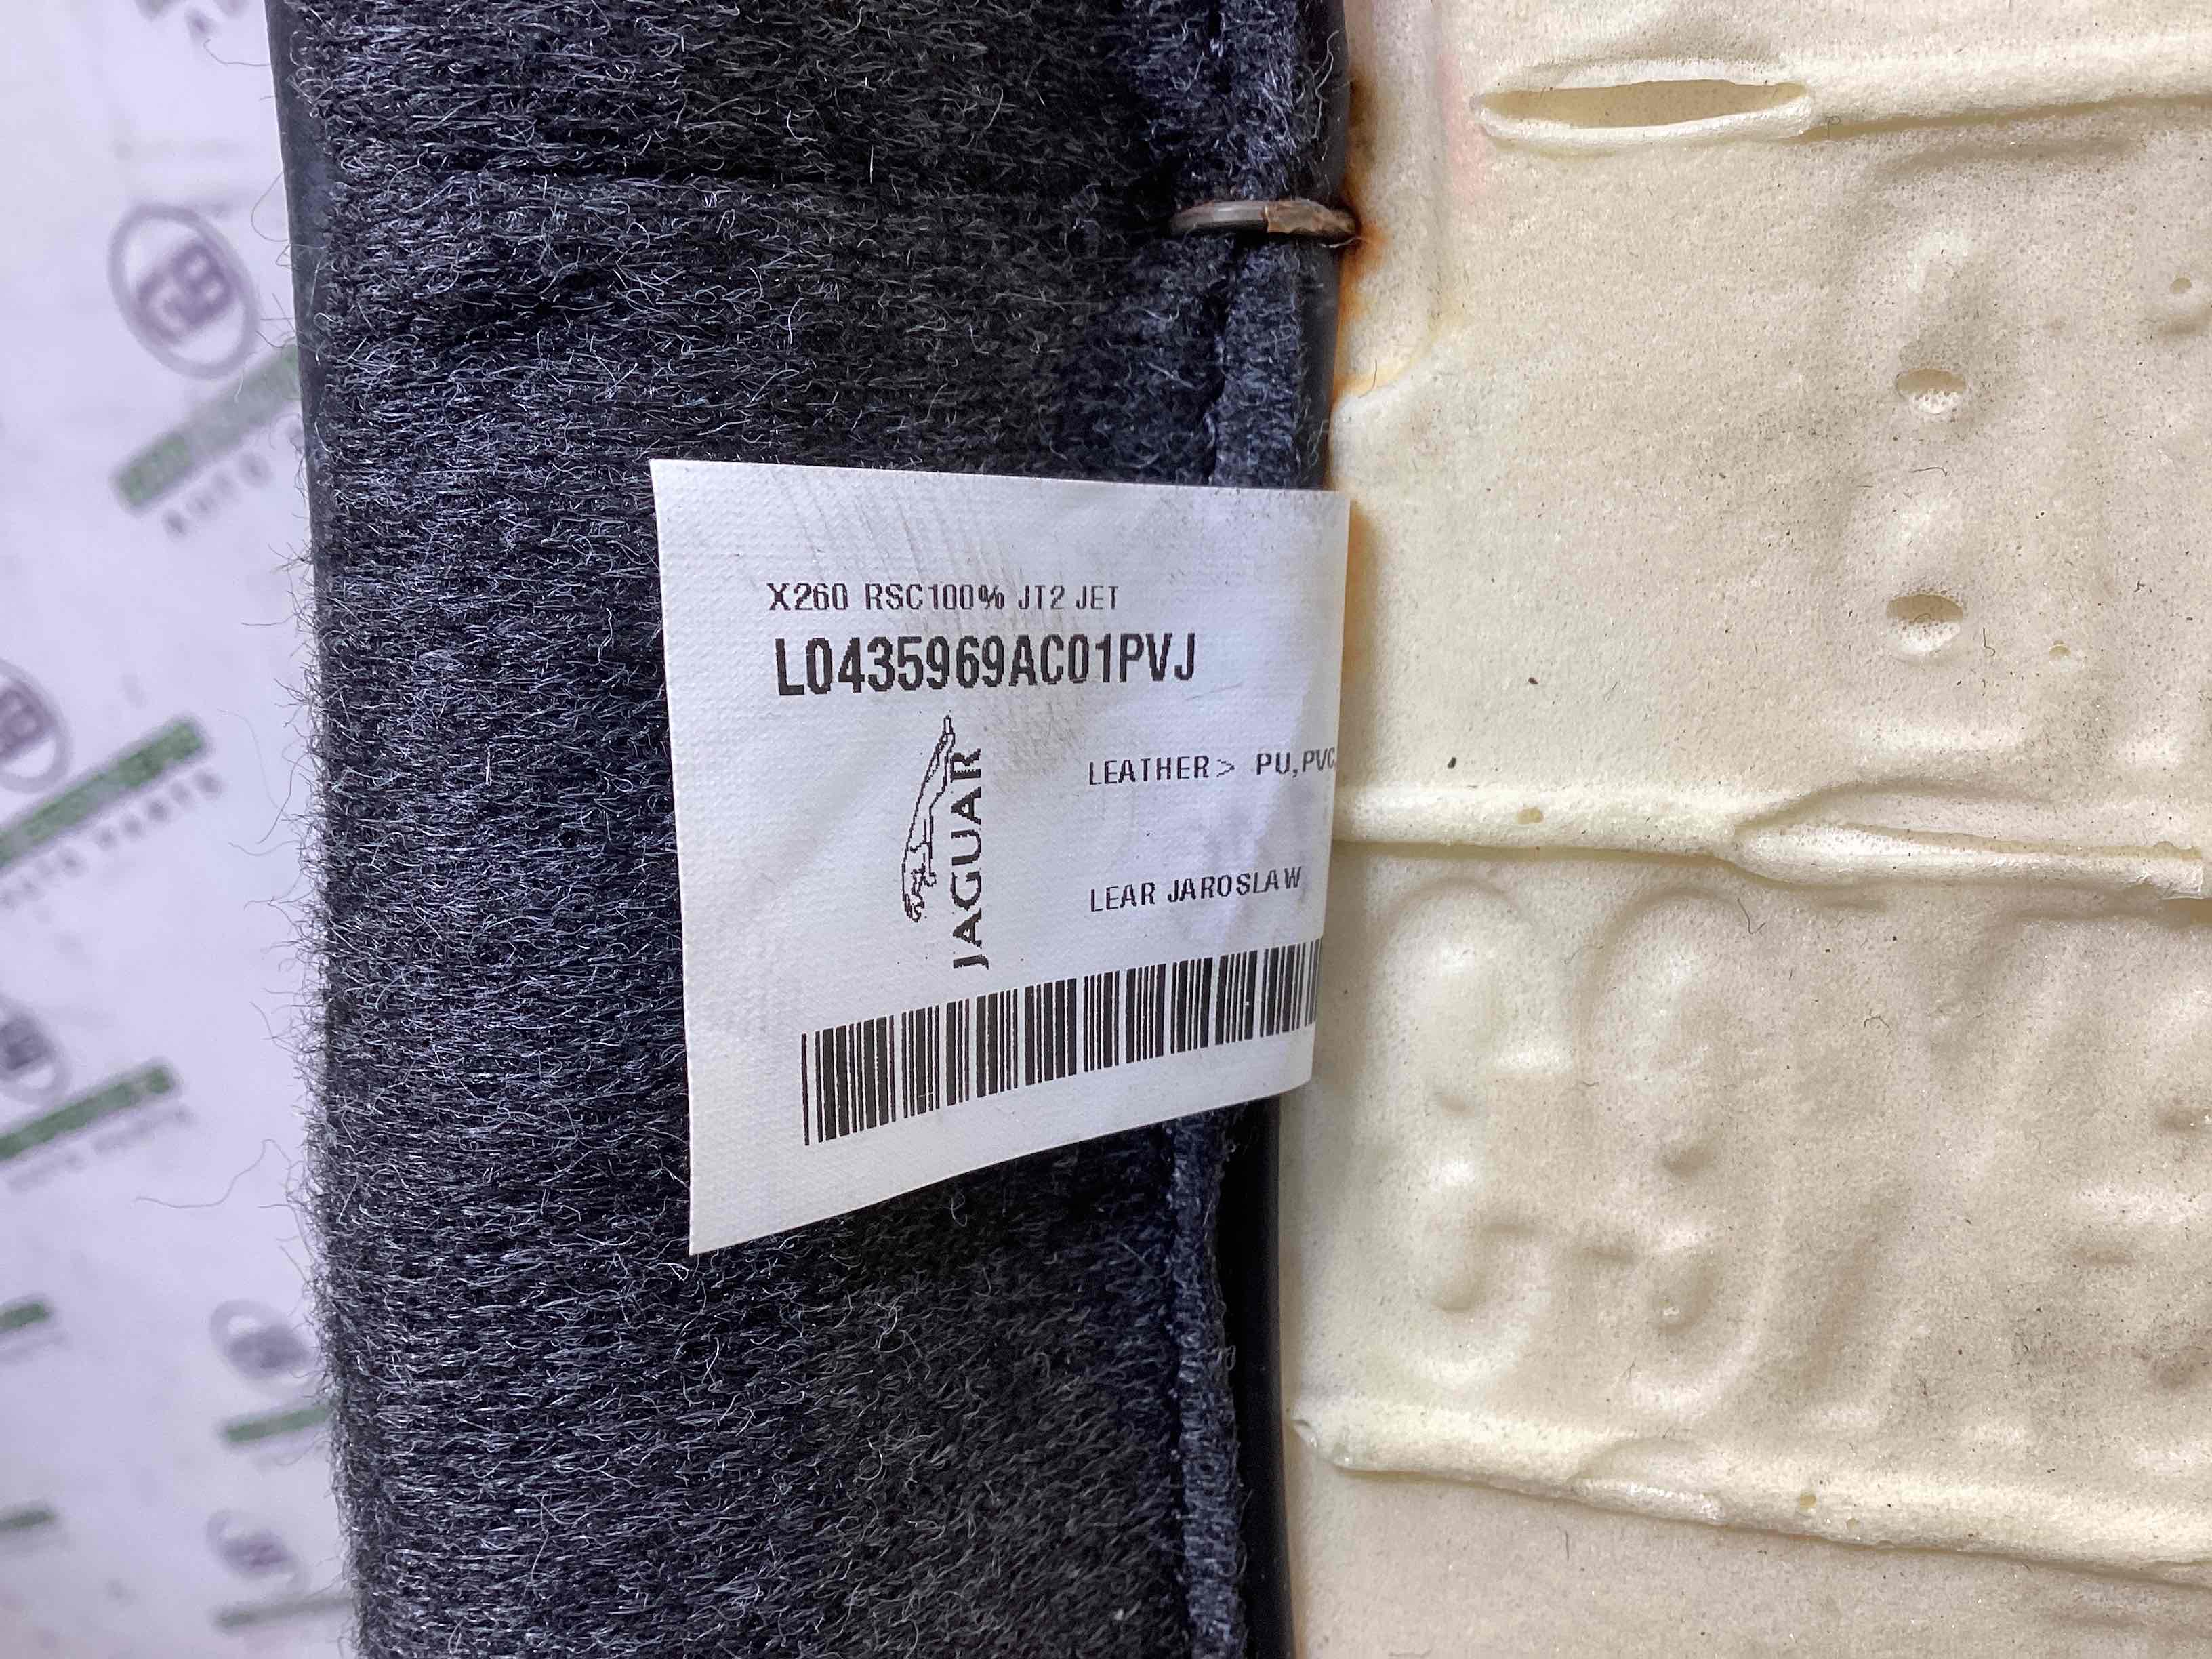 X260 RSC100% JT2 JET
L0435969AC01PVJ
JAGUAR
LEATHER> PU,PVC
LEAR JAROSLAW